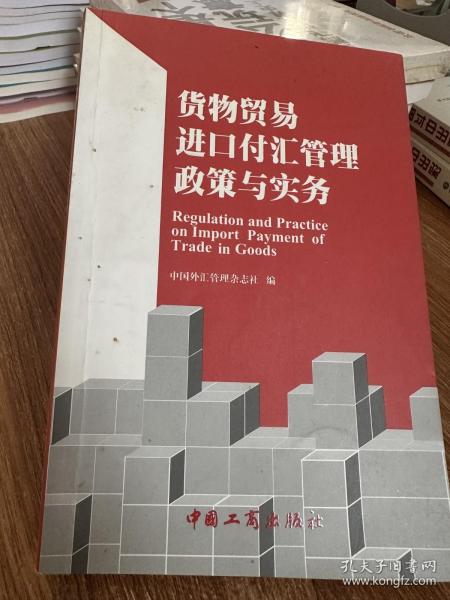 货物贸易
进口付汇管理
政策与实务
Regulation and Practice
on Import Payment of
Trade in Goods
中国外汇管理杂志社 编
中国工商出版社
孔夫子旧书网
www.kongfz.com